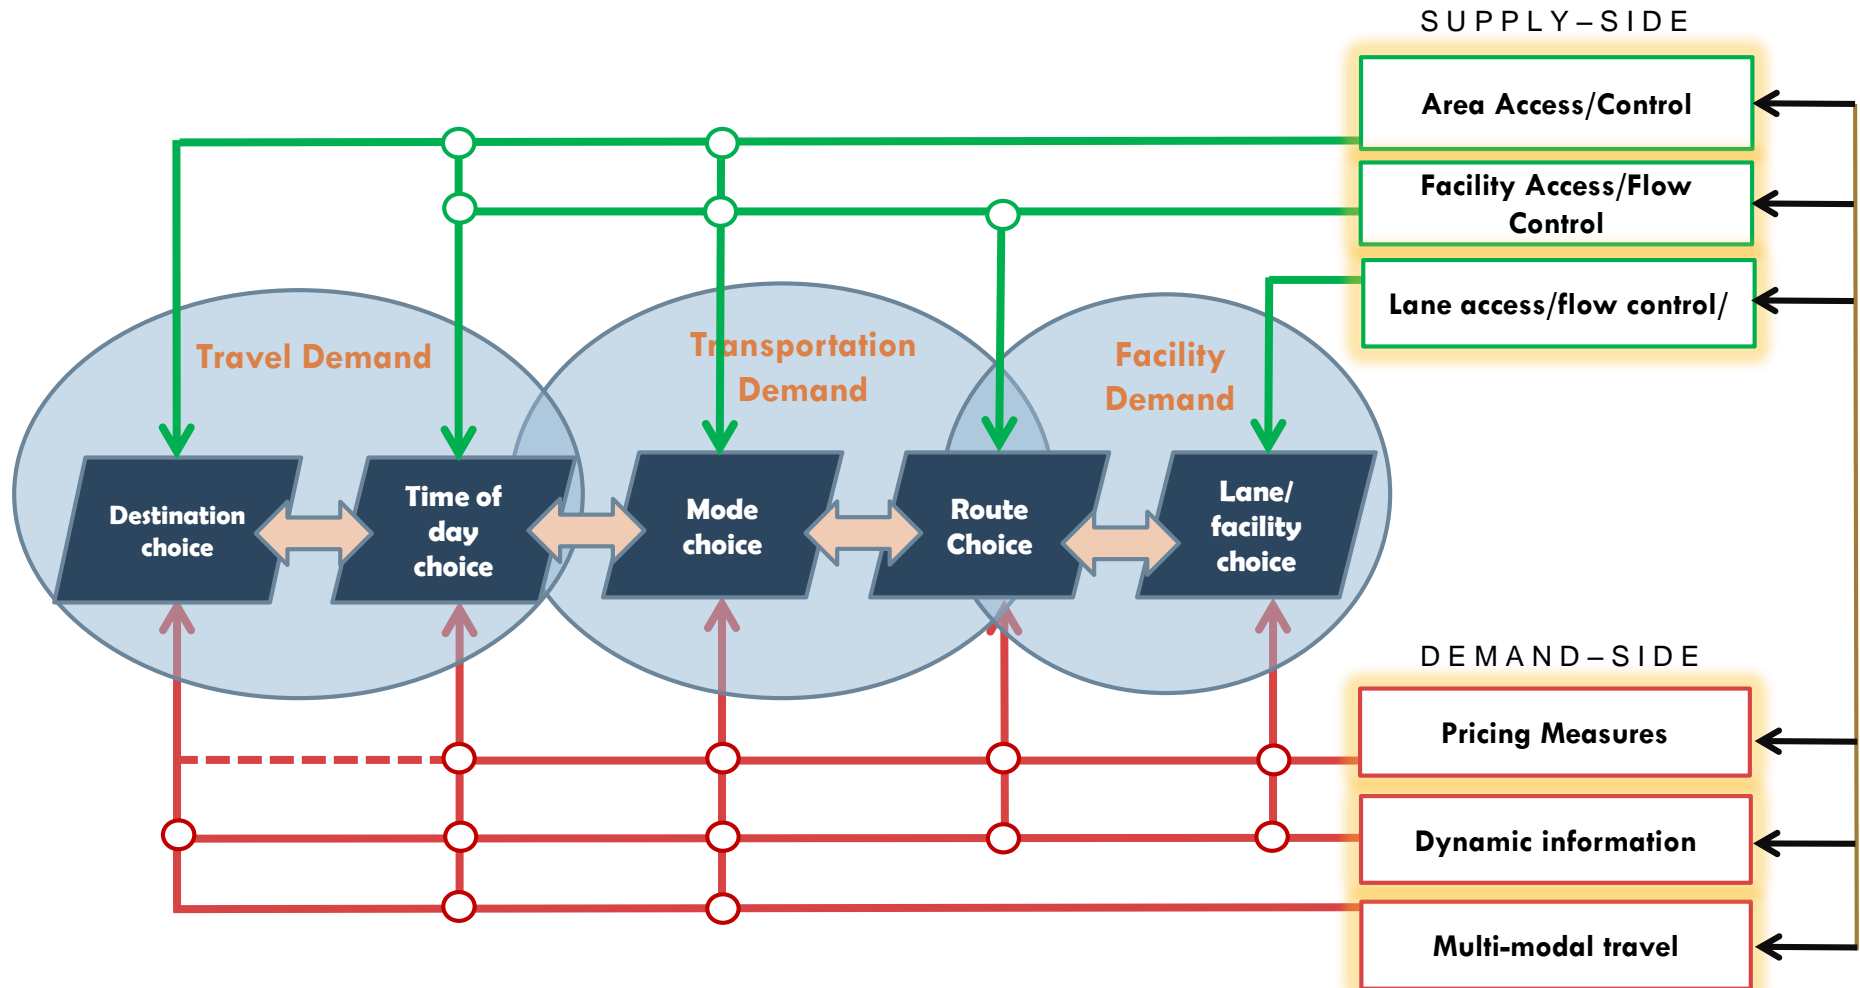 SUPPLY–SIDE
Area Access/Control
Facility Access/Flow
Control
Lane access/flow control/
Travel Demand
Transportation
Demand
Facility
Demand
Destination
choice
Time of
day
choice
Mode
choice
Route
Choice
Lane/
facility
choice
DEMAND–SIDE
Pricing Measures
Dynamic information
Multi-modal travel